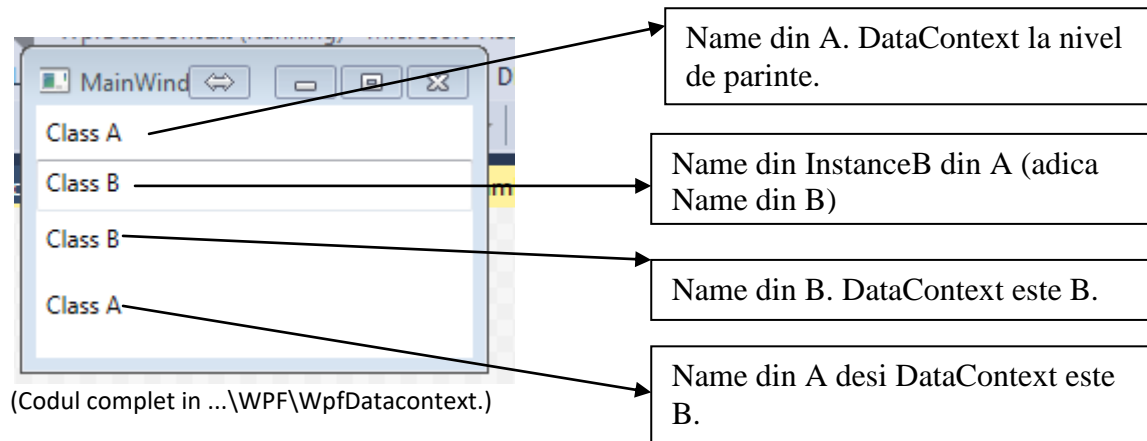 Name din A. DataContext la nivel
de parinte.
MainWind
D
Class A
Class B
m
Name din InstanceB din A (adica
Name din B)
Class B
Name din B. DataContext este B.
Class A
Name din A desi DataContext este
B.
(Codul complet in ...\WPF\WpfDatacontext.)